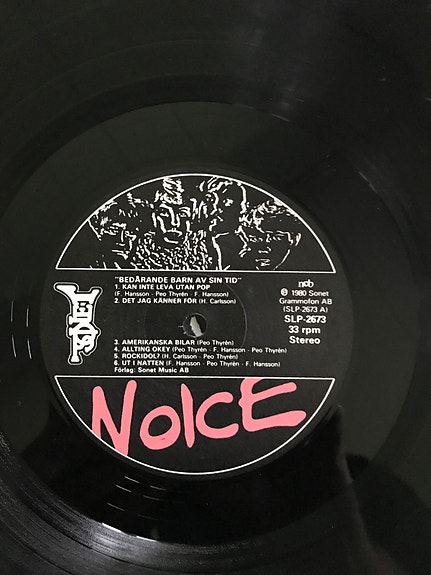 "BEDÅRANDE BARN AV SIN TID"
1. KAN INTE LEVA UTAN POP
(F. Hansson - Peo Thyrén - F. Hansson)
2. DET JAG KÄNNER FÖR (H. Carlsson)
ncb
℗ 1980 Sonet
Grammofon AB
(SLP-2673 A)
SLP-2673
33 rpm
Stereo
SONET
3. AMERIKANSKA BILAR (Peo Thyrén)
4. ALLTING OKEY (Peo Thyrén - F. Hansson - Peo Thyrén)
5. ROCKIDOL? (H. Carlsson - Peo Thyrén)
6. UT I NATTEN (F. Hansson - Peo Thyrén - F. Hansson)
Förlag: Sonet Music AB
NOICE